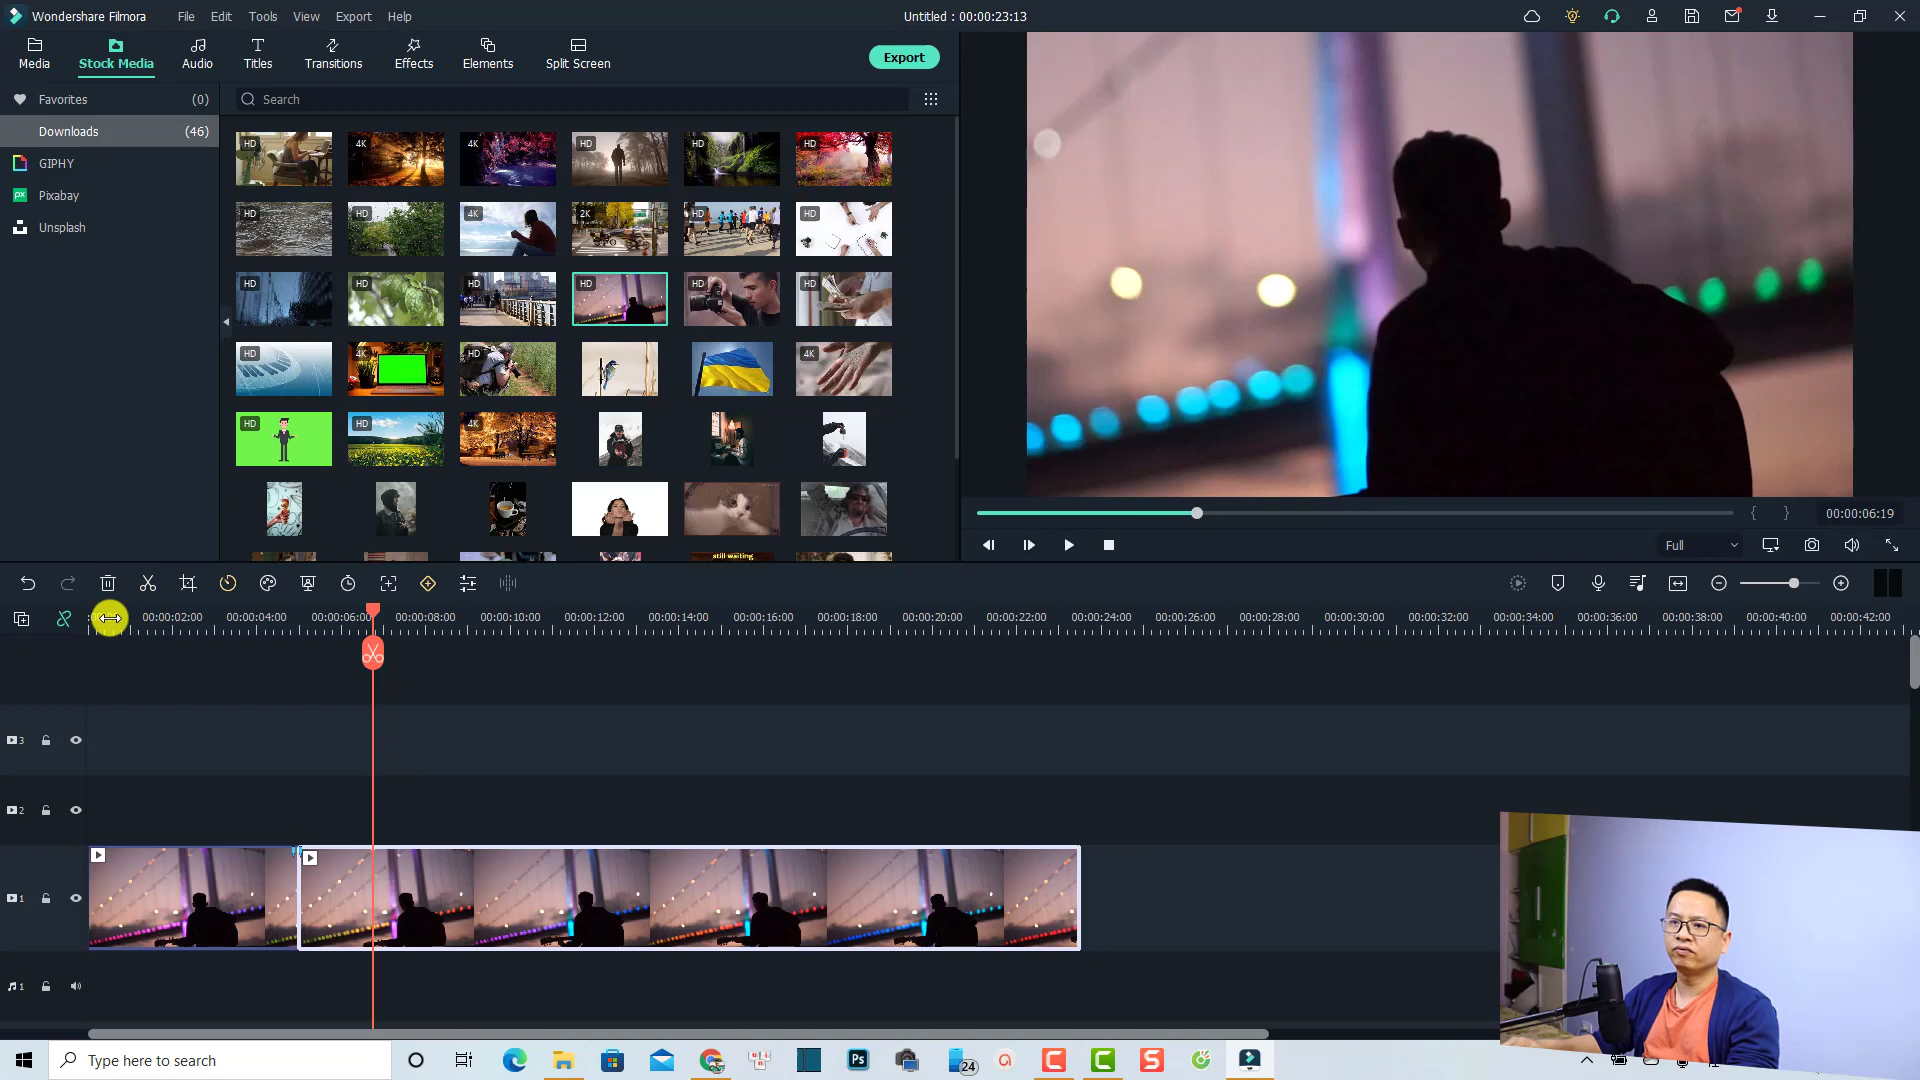 Wondershare Filmora File Edit Tools View Export Help Untitled : 00:00:23:13
Media Stock Media Audio Titles Transitions Effects Elements Split Screen Export
Favorites (0) Search
Downloads (46)
GIPHY
Pixabay
Unsplash
HD 4K 4K HD HD HD
HD HD 4K 2K HD HD
HD HD HD HD HD HD
HD 4K HD 4K
HD HD 4K
still waiting
00:00:06:19
Full
00:00:02:00 00:00:04:00 00:00:06:00 00:00:08:00 00:00:10:00 00:00:12:00 00:00:14:00 00:00:16:00 00:00:18:00 00:00:20:00 00:00:22:00 00:00:24:00 00:00:26:00 00:00:28:00 00:00:30:00 00:00:32:00 00:00:34:00 00:00:36:00 00:00:38:00 00:00:40:00 00:00:42:00
3
2
1
1
Type here to search Ps 24